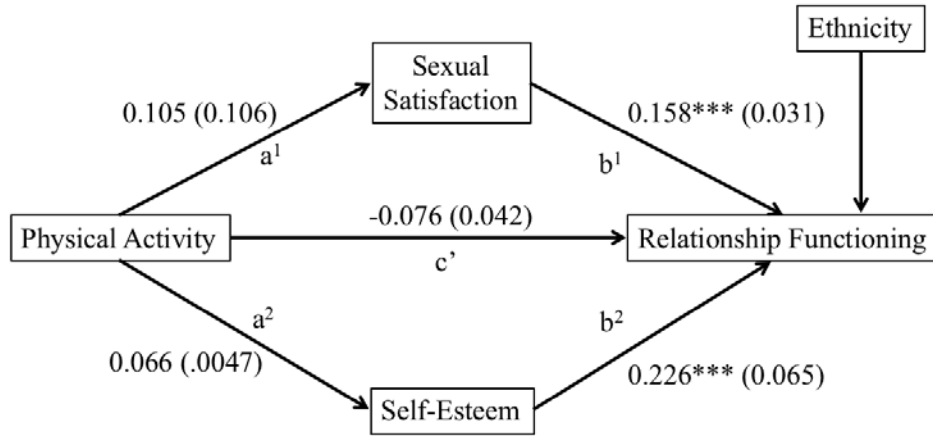 Ethnicity
Sexual
Satisfaction
0.105 (0.106)
0.158*** (0.031)
a¹
b¹
-0.076 (0.042)
Physical Activity
Relationship Functioning
c’
a²
b²
0.066 (.0047)
0.226*** (0.065)
Self-Esteem